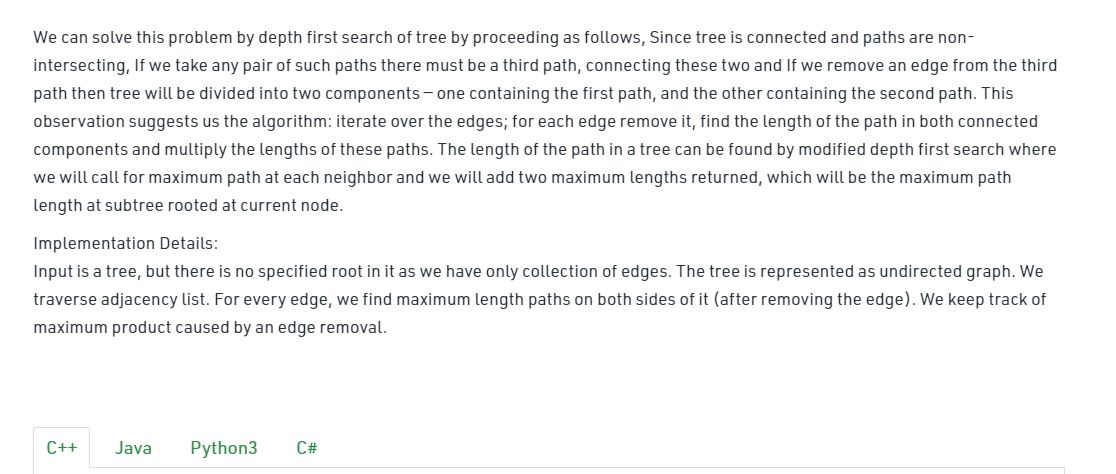 We can solve this problem by depth first search of tree by proceeding as follows, Since tree is connected and paths are non-
intersecting, If we take any pair of such paths there must be a third path, connecting these two and If we remove an edge from the third
path then tree will be divided into two components — one containing the first path, and the other containing the second path. This
observation suggests us the algorithm: iterate over the edges; for each edge remove it, find the length of the path in both connected
components and multiply the lengths of these paths. The length of the path in a tree can be found by modified depth first search where
we will call for maximum path at each neighbor and we will add two maximum lengths returned, which will be the maximum path
length at subtree rooted at current node.
Implementation Details:
Input is a tree, but there is no specified root in it as we have only collection of edges. The tree is represented as undirected graph. We
traverse adjacency list. For every edge, we find maximum length paths on both sides of it (after removing the edge). We keep track of
maximum product caused by an edge removal.
C++ Java Python3 C#